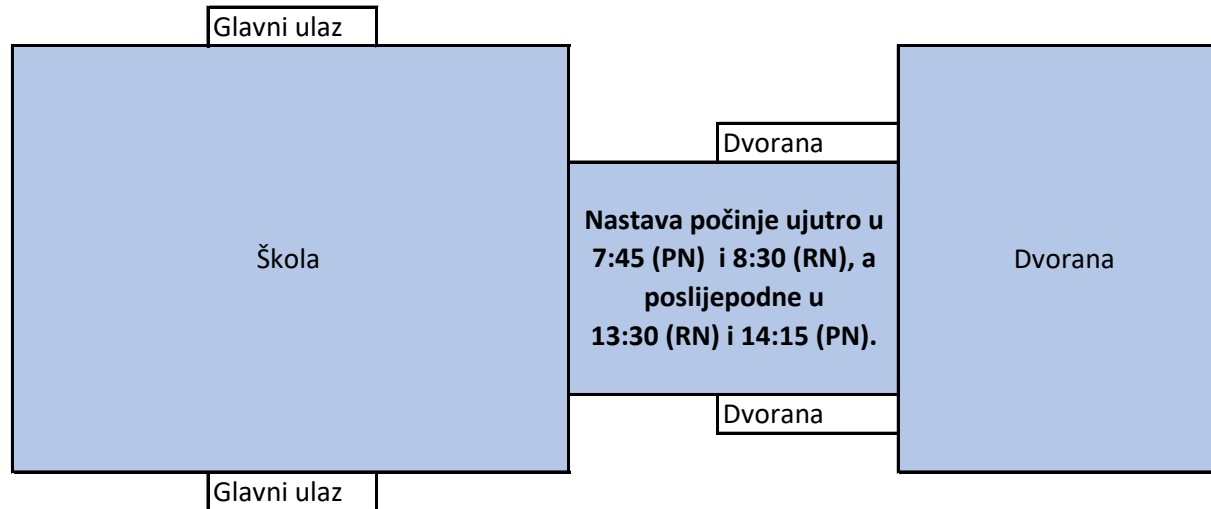 Glavni ulaz
Dvorana
Škola
Nastava počinje ujutro u
7:45 (PN) i 8:30 (RN), a
poslijepodne u
13:30 (RN) i 14:15 (PN).
Dvorana
Dvorana
Glavni ulaz